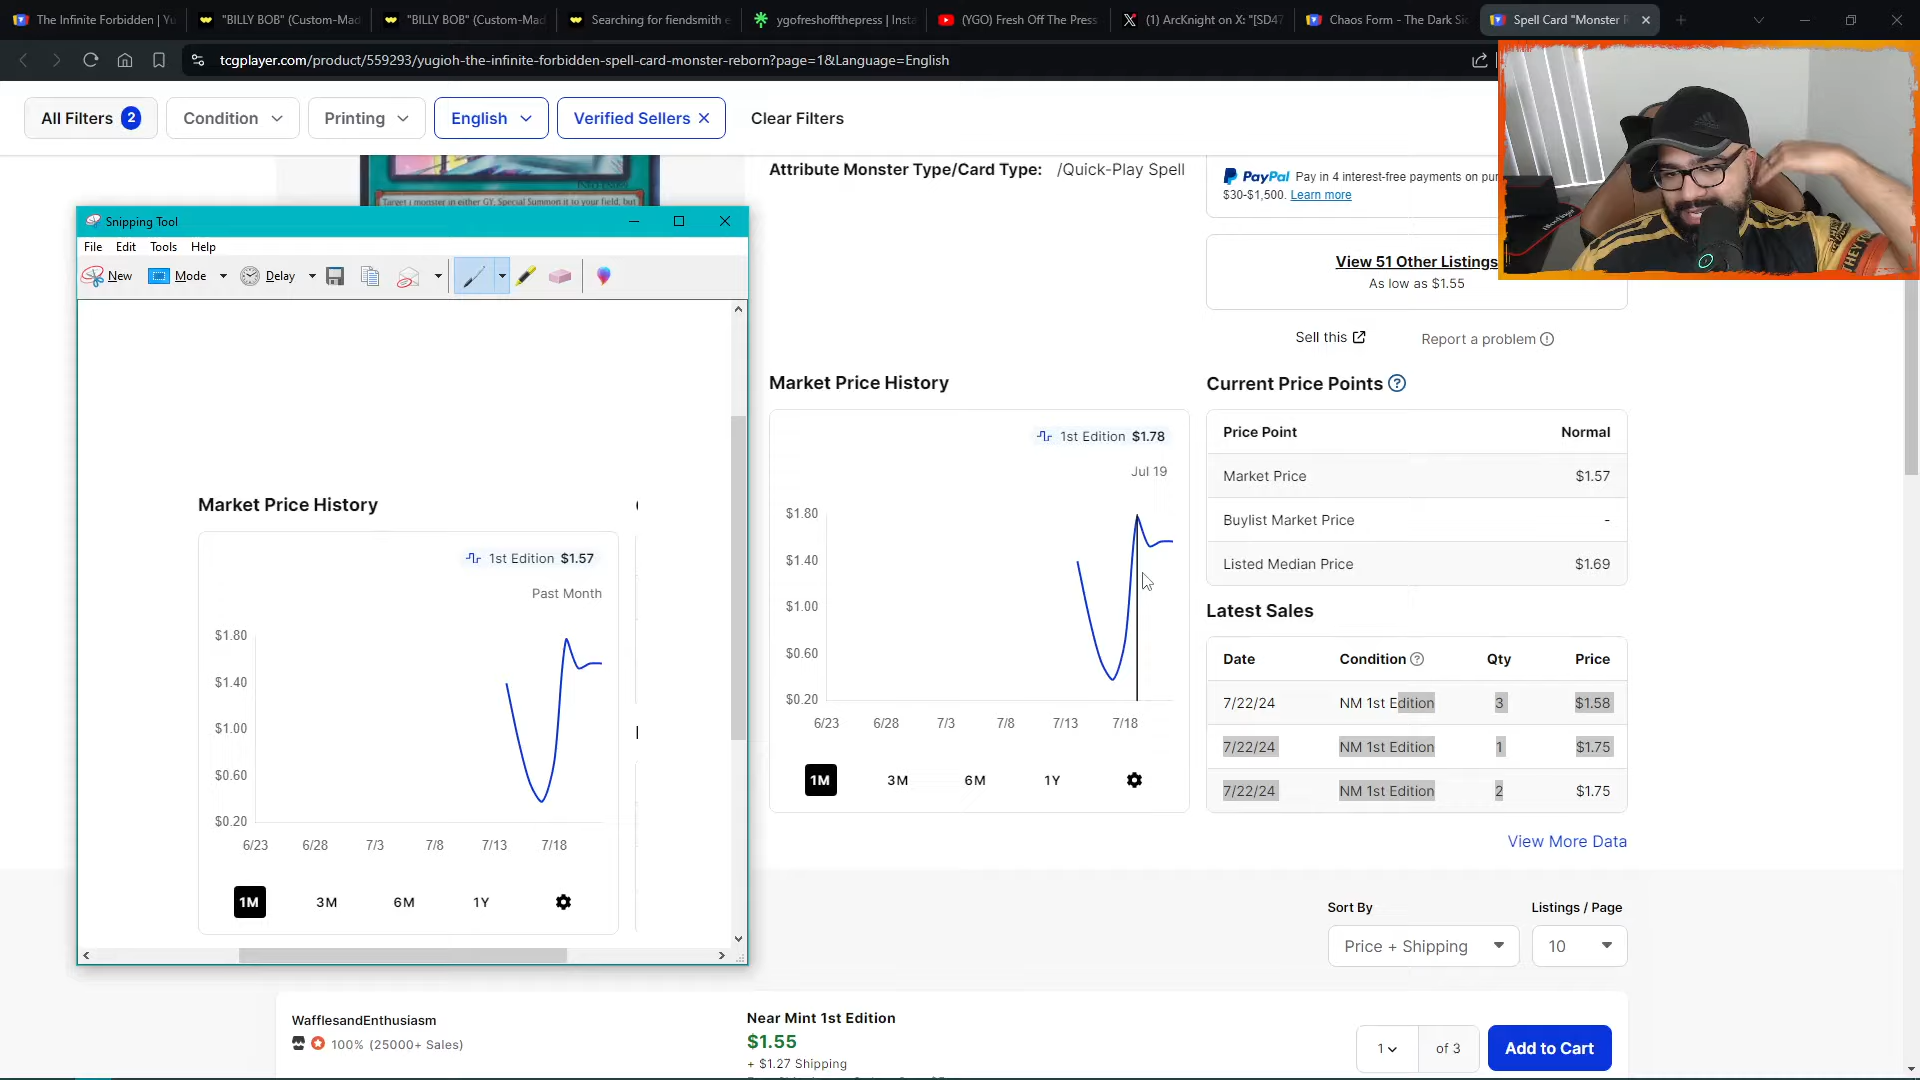 The Infinite Forbidden | Yu
"BILLY BOB" (Custom-Mad
"BILLY BOB" (Custom-Mad
Searching for fiendsmith e
ygofreshoffthepress | Insta
(YGO) Fresh Off The Press
(1) ArcKnight on X: "[SD47
Chaos Form - The Dark Si
Spell Card "Monster R
tcgplayer.com/product/559293/yugioh-the-infinite-forbidden-spell-card-monster-reborn?page=1&Language=English
All Filters 2
Condition
Printing
English
Verified Sellers
Clear Filters
Target 1 monster in either GY; Special Summon it to your field, but
Attribute Monster Type/Card Type: /Quick-Play Spell
PayPal Pay in 4 interest-free payments on pur
$30-$1,500. Learn more
View 51 Other Listings
As low as $1.55
Sell this
Report a problem
Snipping Tool
File Edit Tools Help
New Mode Delay
Market Price History
1st Edition $1.57
Past Month
$1.80
$1.40
$1.00
$0.60
$0.20
6/23 6/28 7/3 7/8 7/13 7/18
1M 3M 6M 1Y
Market Price History
1st Edition $1.78
Jul 19
$1.80
$1.40
$1.00
$0.60
$0.20
6/23 6/28 7/3 7/8 7/13 7/18
1M 3M 6M 1Y
Current Price Points
Price Point Normal
Market Price $1.57
Buylist Market Price -
Listed Median Price $1.69
Latest Sales
Date Condition Qty Price
7/22/24 NM 1st Edition 3 $1.58
7/22/24 NM 1st Edition 1 $1.75
7/22/24 NM 1st Edition 2 $1.75
View More Data
Sort By
Price + Shipping
Listings / Page
10
WafflesandEnthusiasm
100% (25000+ Sales)
Near Mint 1st Edition
$1.55
+ $1.27 Shipping
1 of 3
Add to Cart